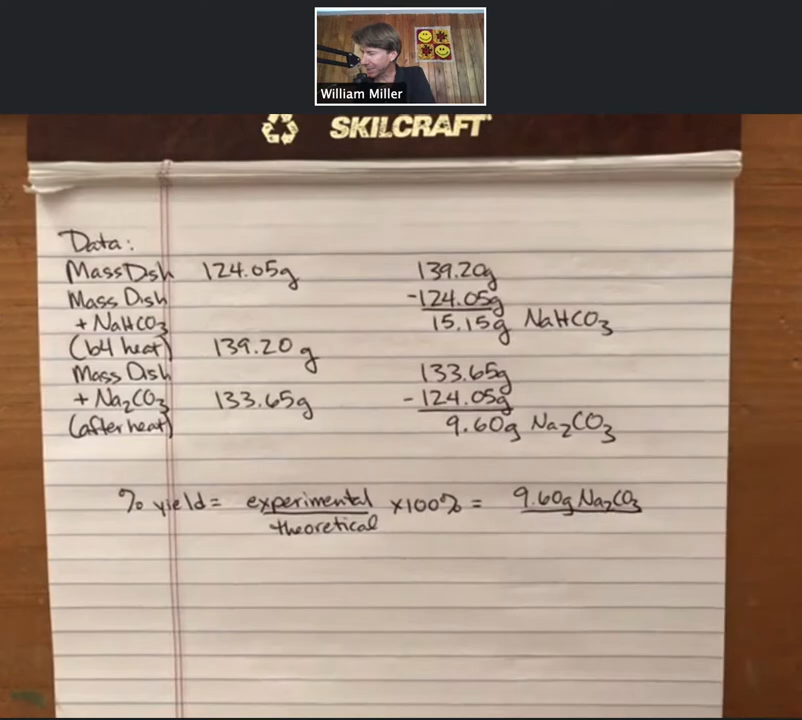 William Miller
SKILCRAFT
Data:
Mass Dsh 124.05g
Mass Dish
+ NaHCO3
(b4 heat) 139.20 g
Mass Dish
+ Na2CO3 133.65g
(after heat)
139.20g
-124.05g
15.15g NaHCO3
133.65g
- 124.05g
9.60g Na2CO3
% yield = experimental x100% = 9.60g Na2CO3
theoretical